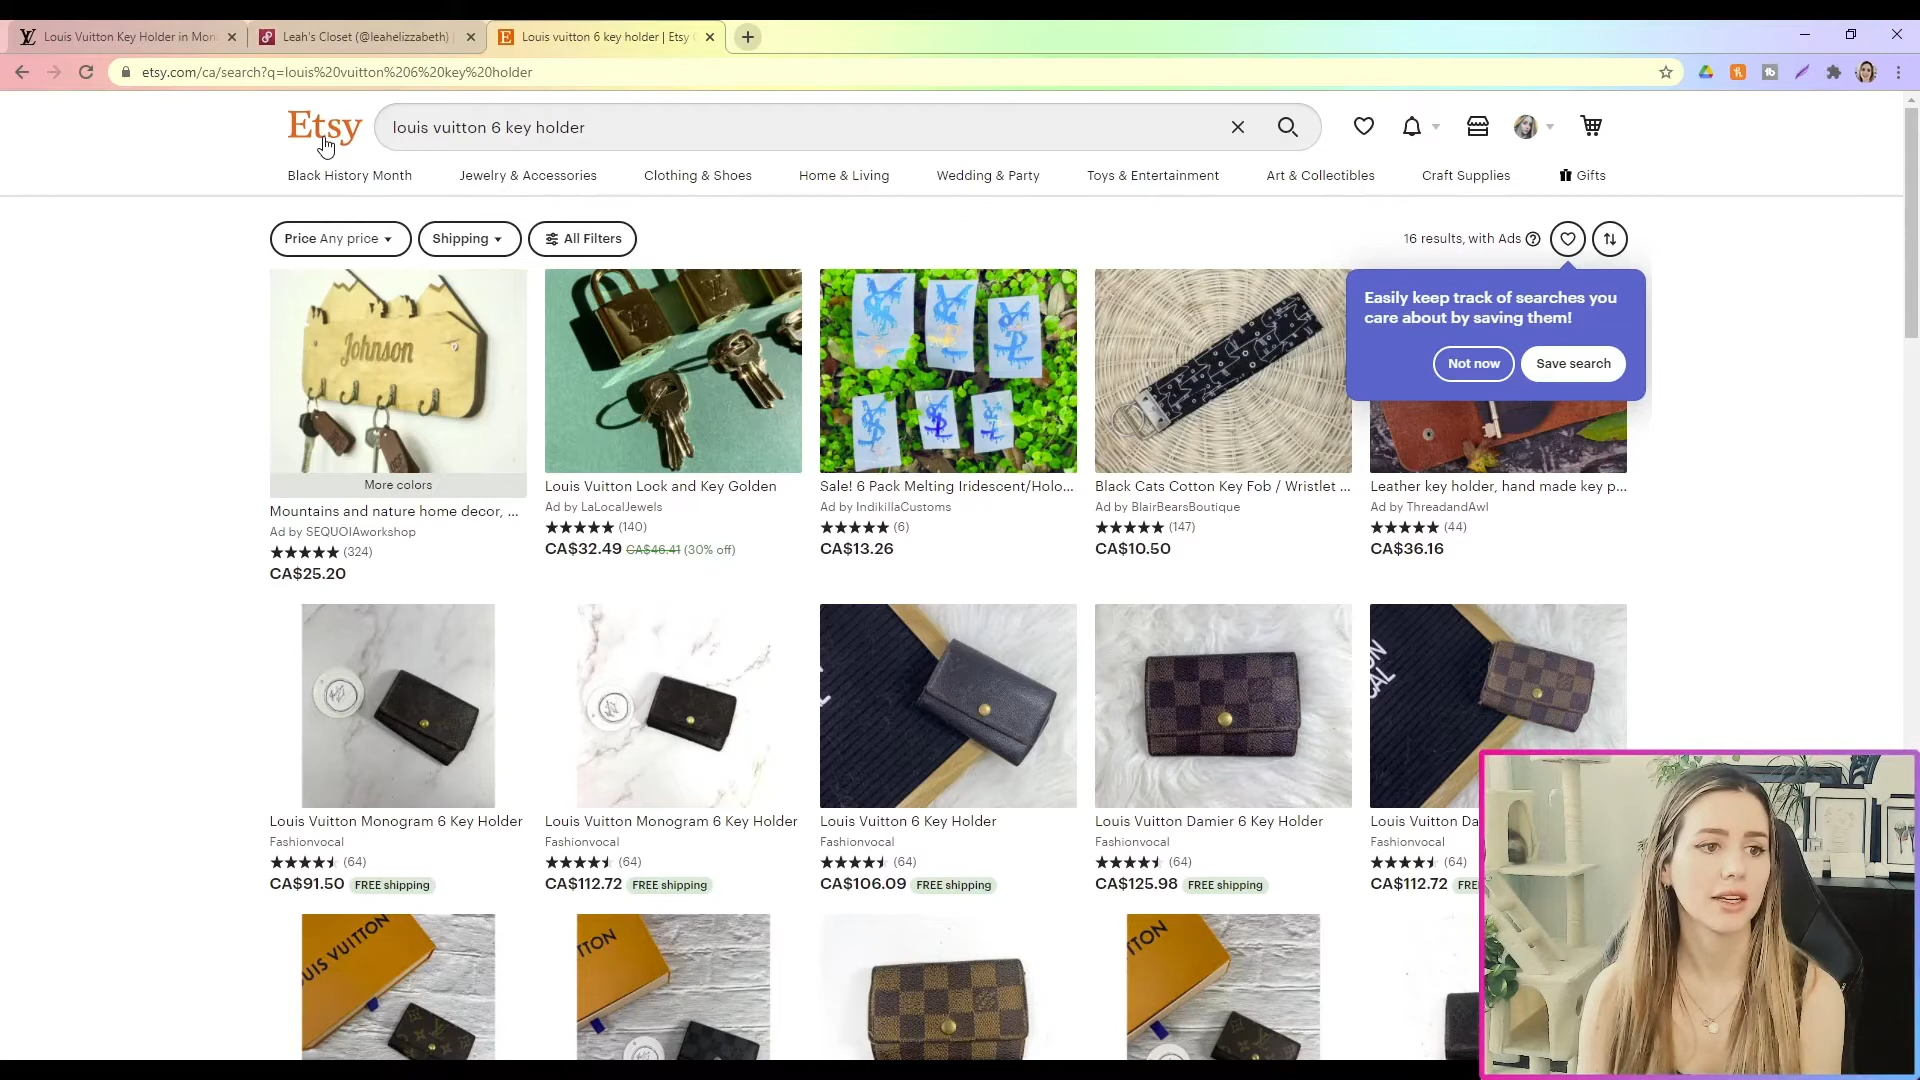 Louis Vuitton Key Holder in Mon
Leah's Closet (@leahelizzabeth) |
Louis vuitton 6 key holder | Etsy
etsy.com/ca/search?q=louis%20vuitton%206%20key%20holder
Etsy
louis vuitton 6 key holder
Black History Month
Jewelry & Accessories
Clothing & Shoes
Home & Living
Wedding & Party
Toys & Entertainment
Art & Collectibles
Craft Supplies
Gifts
Price Any price
Shipping
All Filters
16 results, with Ads
Easily keep track of searches you
care about by saving them!
Not now
Save search
Johnson
More colors
Mountains and nature home decor, ...
Ad by SEQUOIAworkshop
(324)
CA$25.20
Louis Vuitton Lock and Key Golden
Ad by LaLocalJewels
(140)
CA$32.49 CA$46.41 (30% off)
Sale! 6 Pack Melting Iridescent/Holo...
Ad by IndikillaCustoms
(6)
CA$13.26
Black Cats Cotton Key Fob / Wristlet ...
Ad by BlairBearsBoutique
(147)
CA$10.50
Leather key holder, hand made key p...
Ad by ThreadandAwl
(44)
CA$36.16
Louis Vuitton Monogram 6 Key Holder
Fashionvocal
(64)
CA$91.50 FREE shipping
Louis Vuitton Monogram 6 Key Holder
Fashionvocal
(64)
CA$112.72 FREE shipping
Louis Vuitton 6 Key Holder
Fashionvocal
(64)
CA$106.09 FREE shipping
Louis Vuitton Damier 6 Key Holder
Fashionvocal
(64)
CA$125.98 FREE shipping
Louis Vuitton Da
Fashionvocal
(64)
CA$112.72 FRE
OUIS VUITTON
TTON
TTON